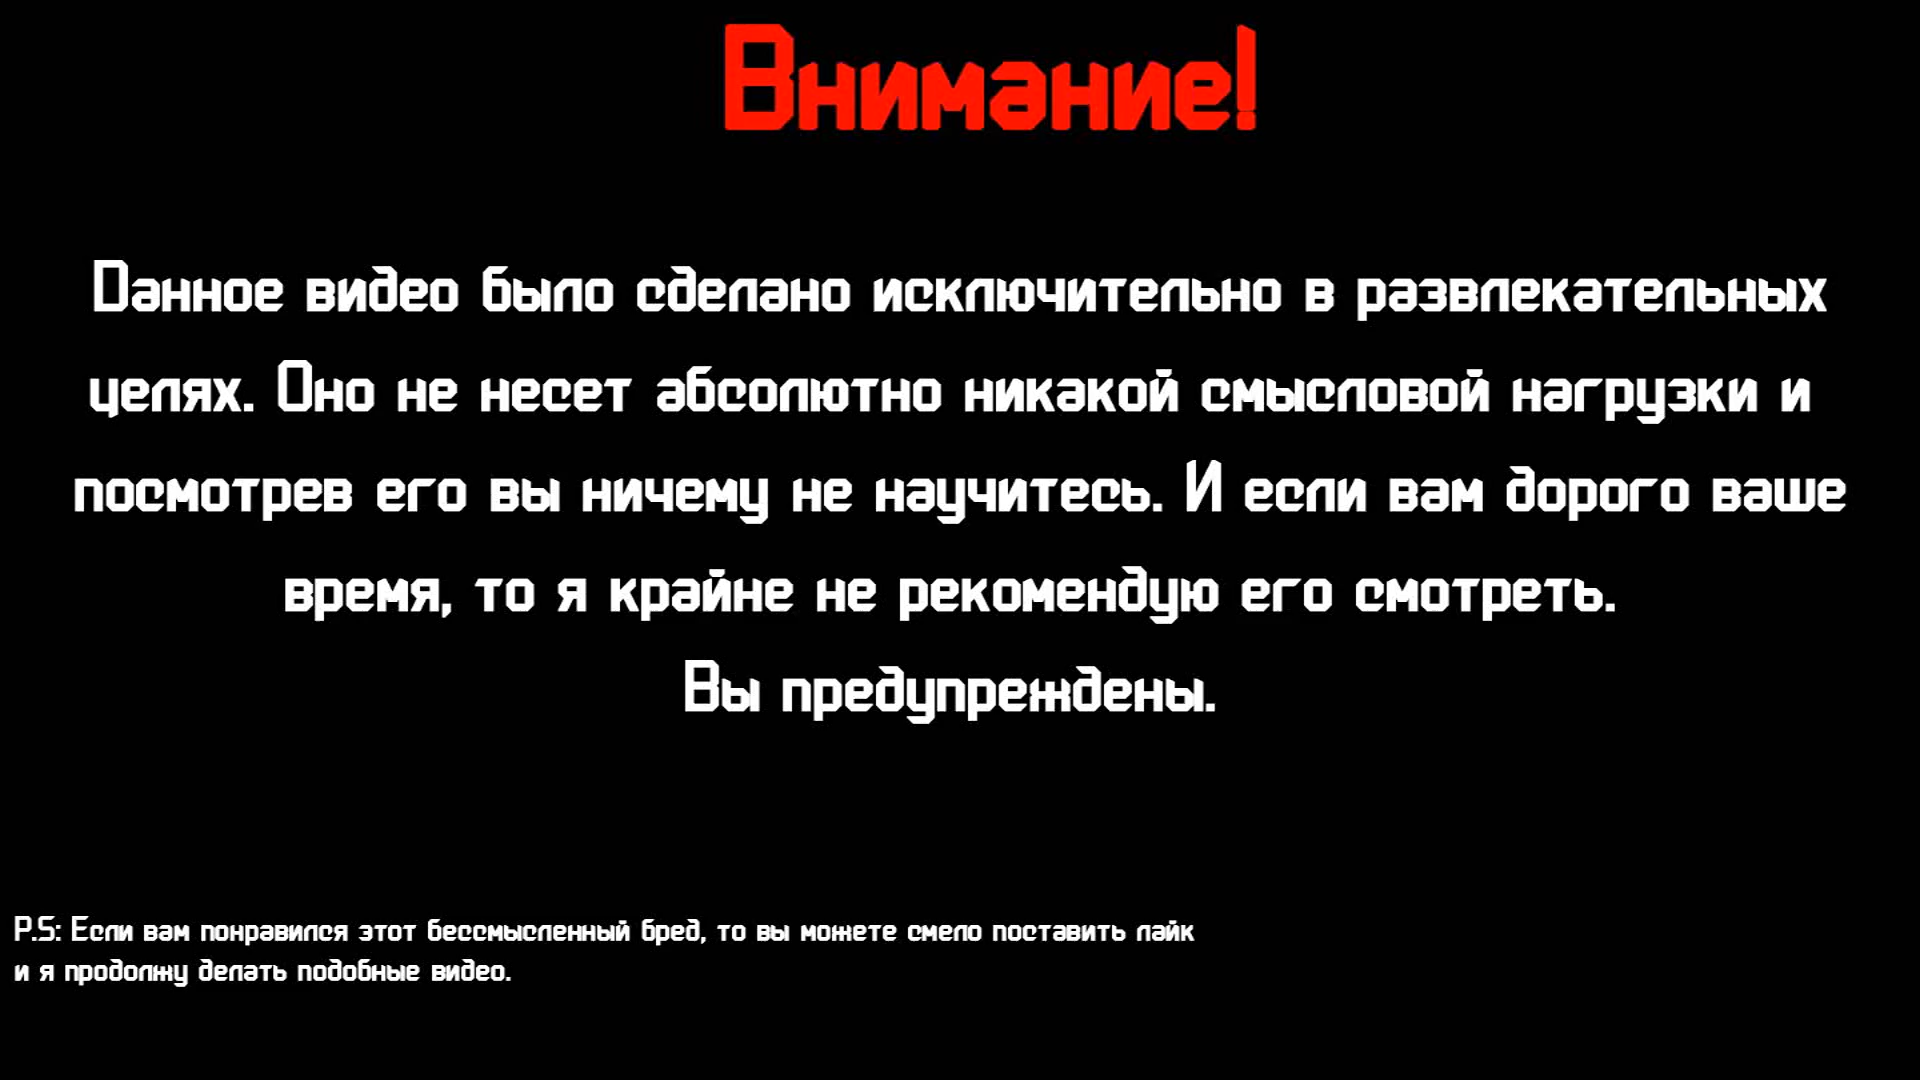 Внимание!
Данное видео было сделано исключительно в развлекательных
целях. Оно не несет абсолютно никакой смысловой нагрузки и
посмотрев его вы ничему не научитесь. И если вам дорого ваше
время, то я крайне не рекомендую его смотреть.
Вы предупреждены.
P.S: Если вам понравился этот бессмысленный бред, то вы можете смело поставить лайк
и я продолжу делать подобные видео.